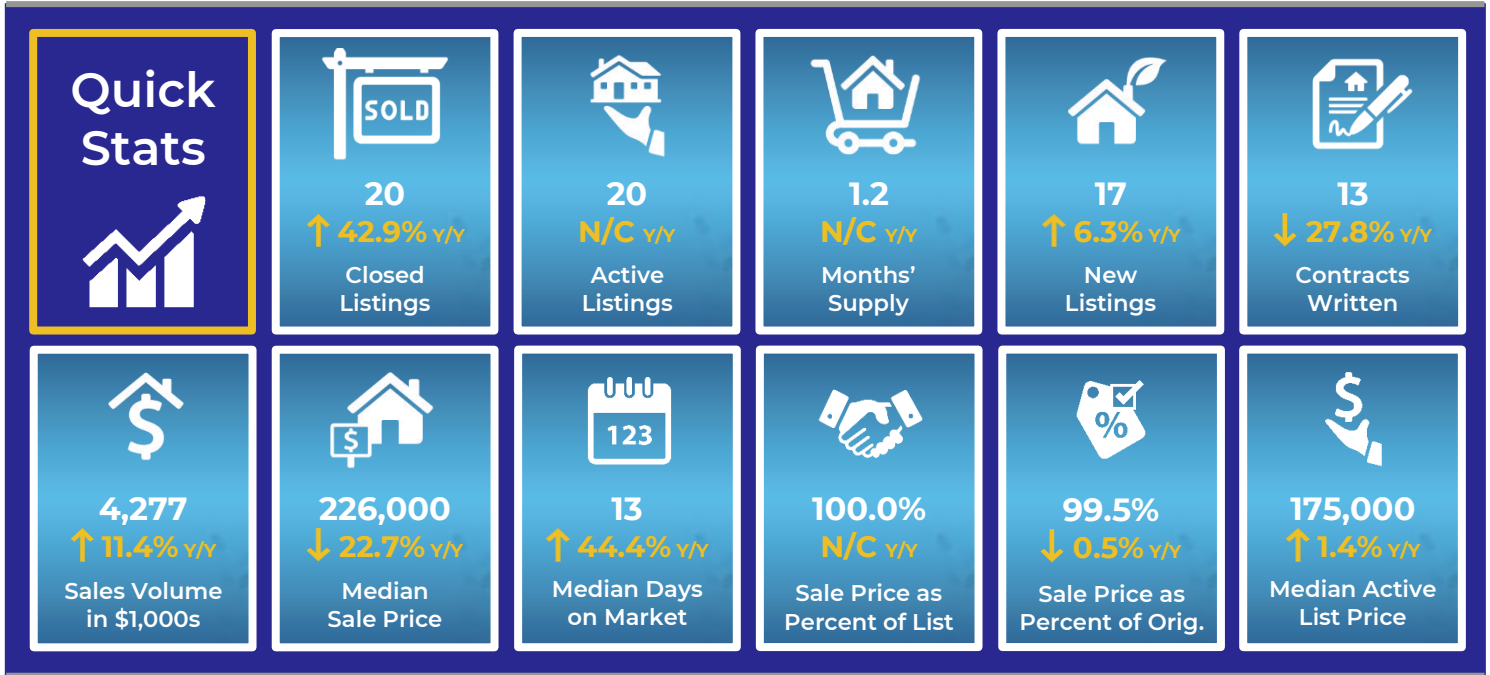 Quick
Stats
SOLD
20
↑ 42.9% Y/Y
Closed
Listings
20
N/C Y/Y
Active
Listings
1.2
N/C Y/Y
Months’
Supply
17
↑ 6.3% Y/Y
New
Listings
13
↓ 27.8% Y/Y
Contracts
Written
$
4,277
↑ 11.4% Y/Y
Sales Volume
in $1,000s
$
226,000
↓ 22.7% Y/Y
Median
Sale Price
123
13
↑ 44.4% Y/Y
Median Days
on Market
100.0%
N/C Y/Y
Sale Price as
Percent of List
%
99.5%
↓ 0.5% Y/Y
Sale Price as
Percent of Orig.
$
175,000
↑ 1.4% Y/Y
Median Active
List Price